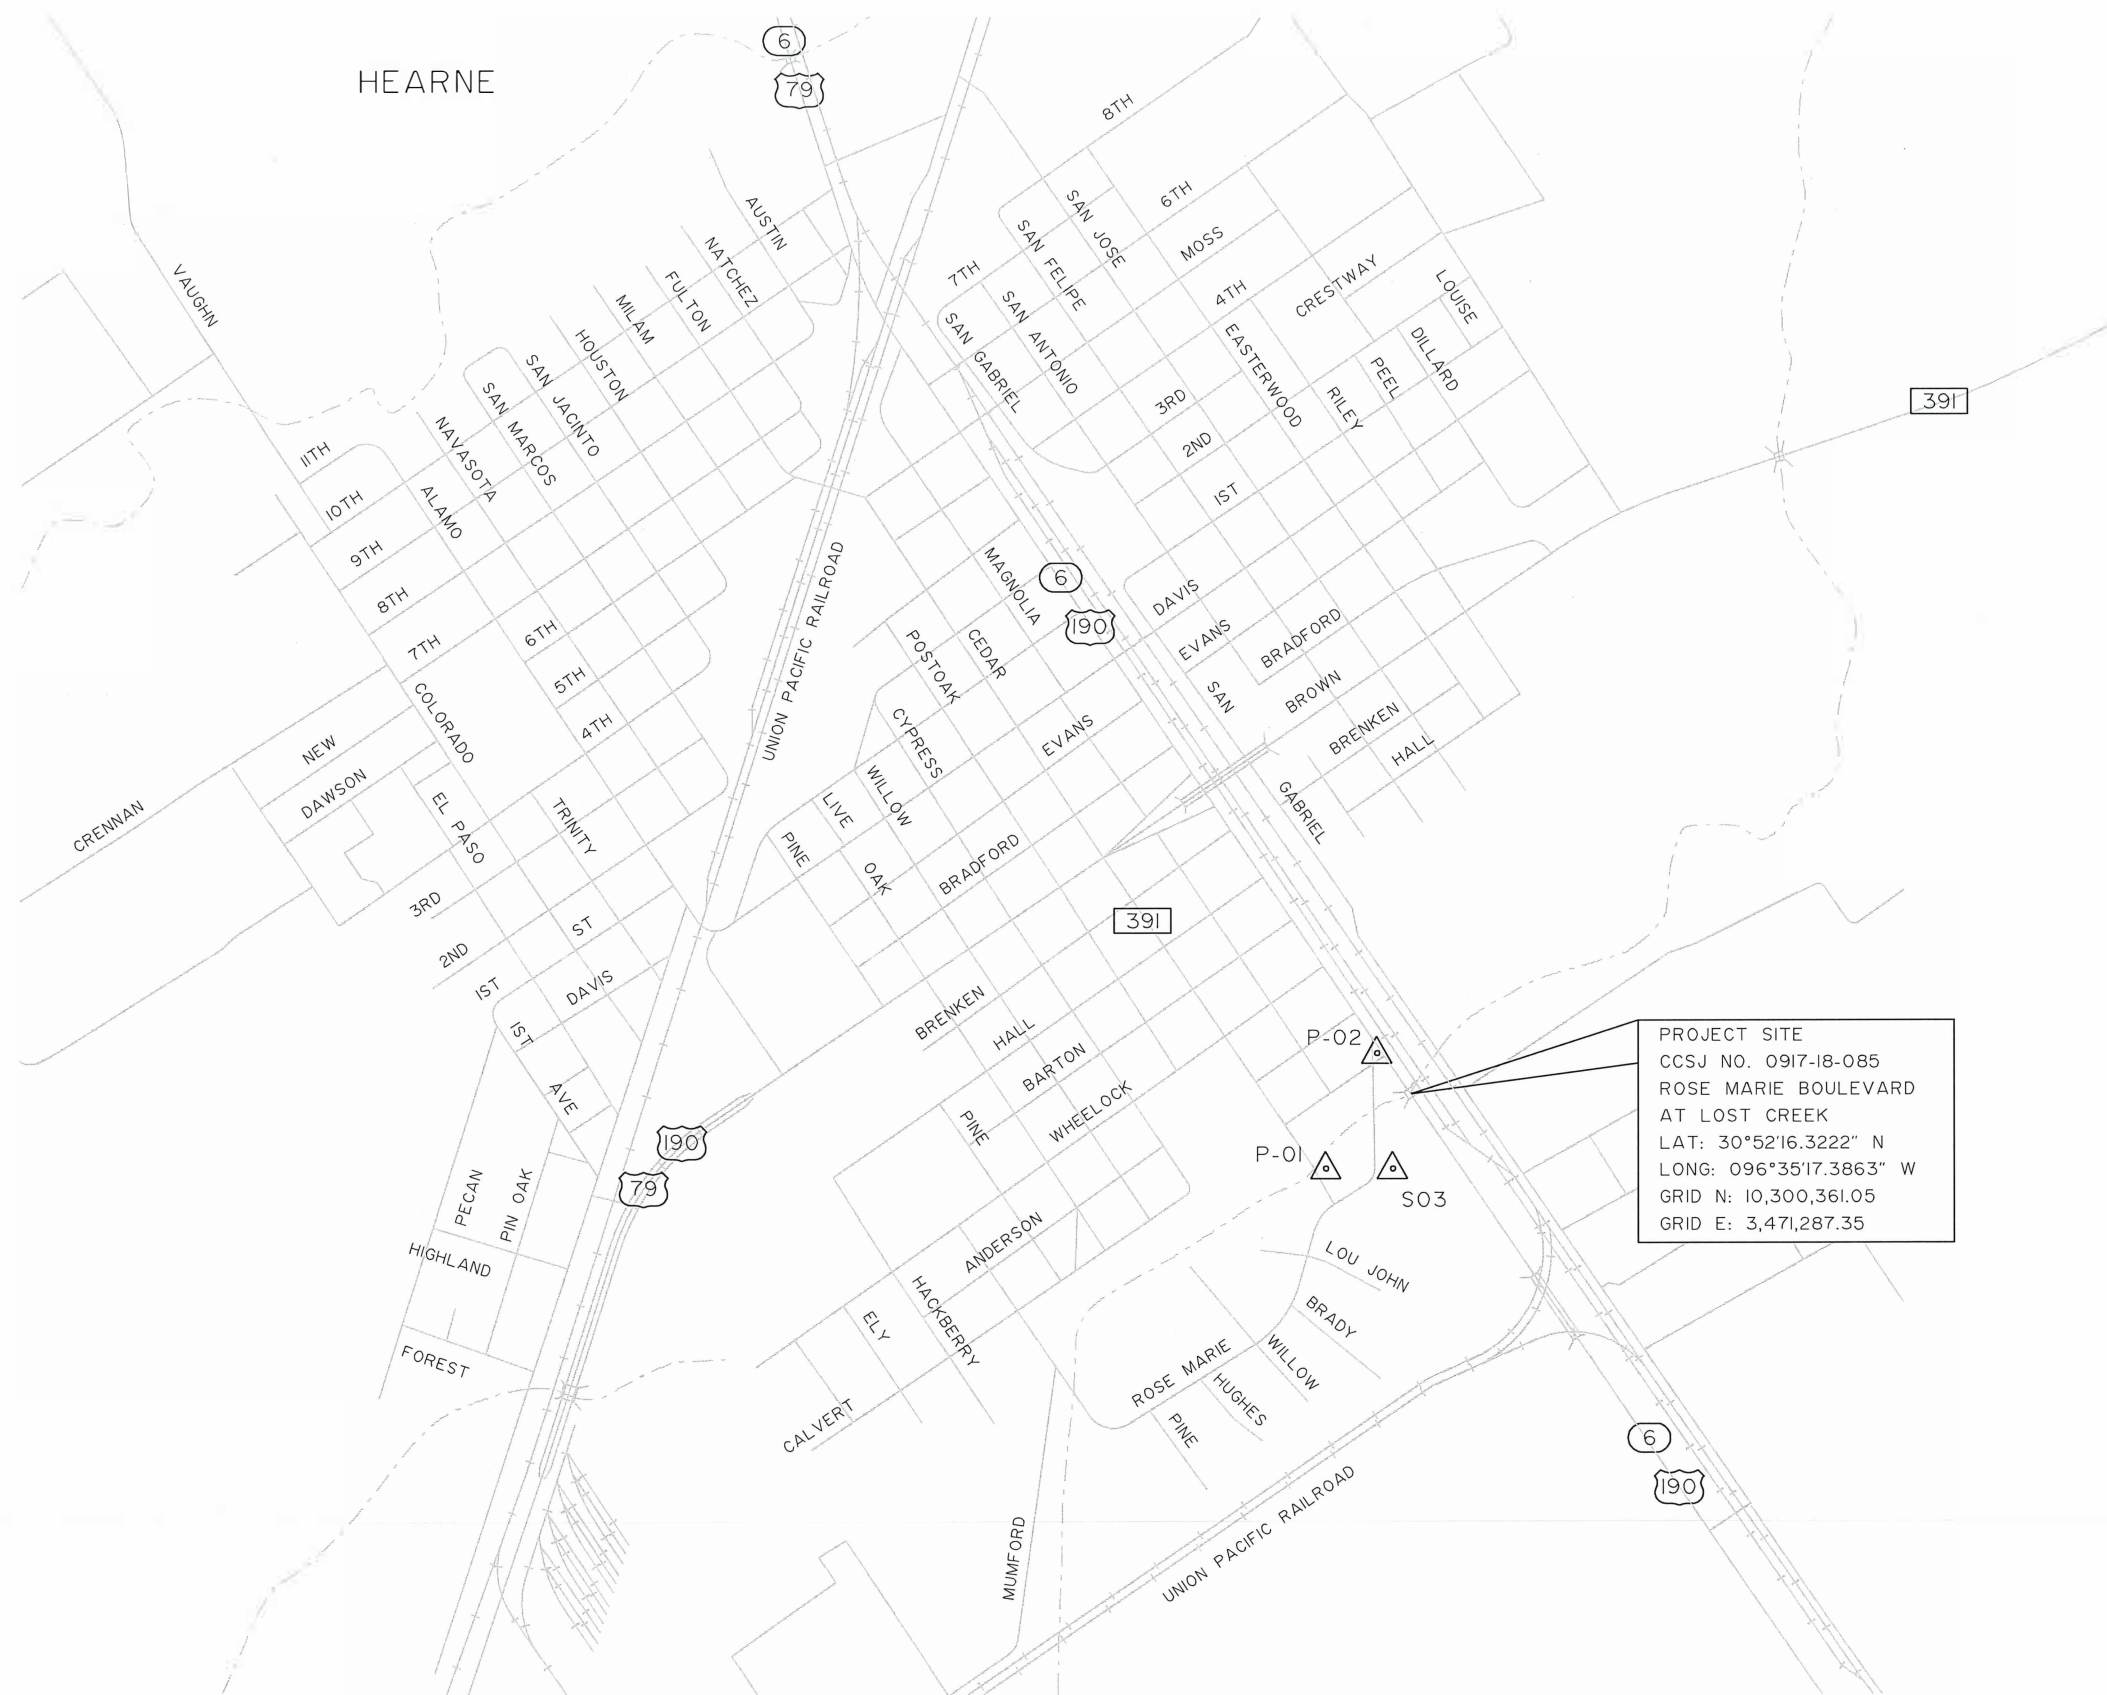 HEARNE
6
79
8TH
AUSTIN
NATCHEZ
FULTON
MILAM
HOUSTON
SAN JACINTO
SAN MARCOS
NAVASOTA
ALAMO
VAUGHN
SAN JOSE
6TH
SAN FELIPE
MOSS
7TH
SAN ANTONIO
SAN GABRIEL
4TH
CRESTWAY
LOUISE
EASTERWOOD
DILLARD
PEEL
RILEY
3RD
2ND
1ST
391
11TH
10TH
9TH
8TH
7TH
6TH
5TH
4TH
COLORADO
NEW
DAWSON
CRENNAN
EL PASO
TRINITY
3RD
2ND
1ST ST
DAVIS
1ST AVE
UNION PACIFIC RAILROAD
MAGNOLIA
6
190
CEDAR
POSTOAK
CYPRESS
EVANS
WILLOW
LIVE OAK
PINE
BRADFORD
DAVIS
EVANS
BRADFORD
SAN GABRIEL
BROWN
BRENKEN
HALL
391
BRENKEN
HALL
BARTON
WHEELOCK
PINE
190
79
PECAN
PIN OAK
HIGHLAND
FOREST
ANDERSON
HACKBERRY
ELY
CALVERT
P-02
P-01
S03
PROJECT SITE
CCSJ NO. 0917-18-085
ROSE MARIE BOULEVARD
AT LOST CREEK
LAT: 30°52'16.3222" N
LONG: 096°35'17.3863" W
GRID N: 10,300,361.05
GRID E: 3,471,287.35
LOU JOHN
BRADY
WILLOW
ROSE MARIE
HUGHES
PINE
MUMFORD
UNION PACIFIC RAILROAD
6
190